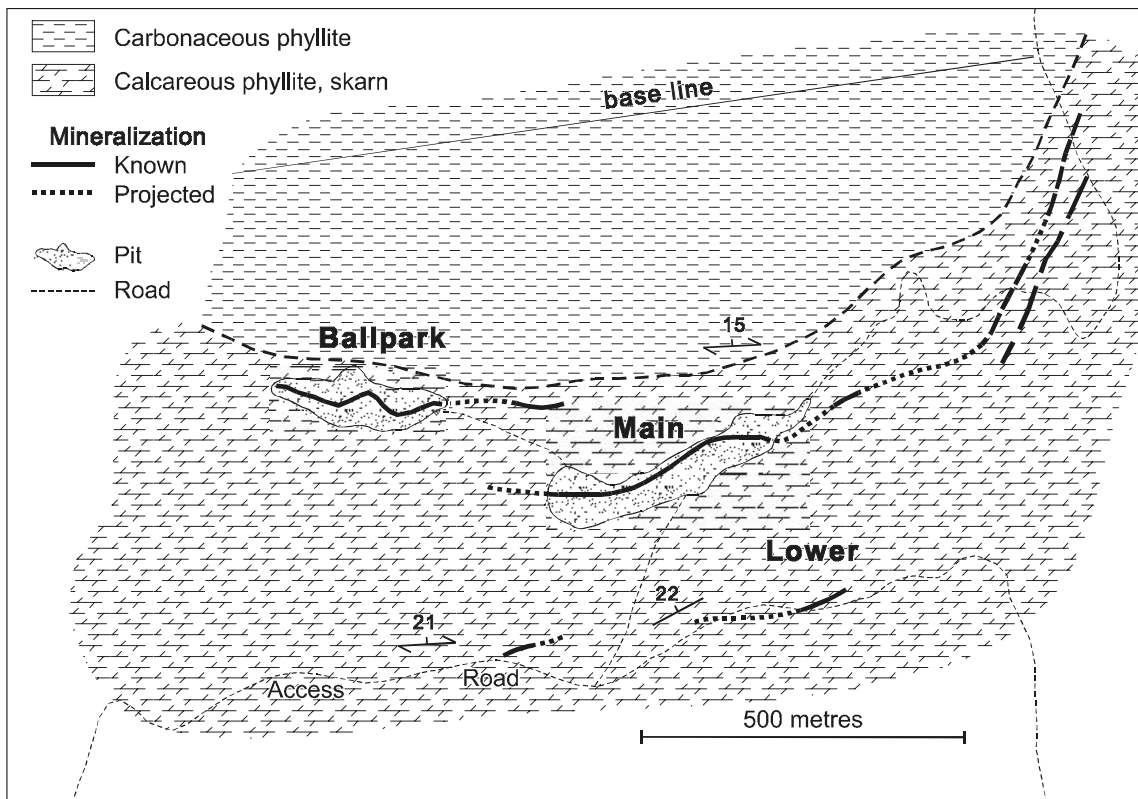 Carbonaceous phyllite
Calcareous phyllite, skarn
Mineralization
Known
Projected
Pit
Road
base line
15
Ballpark
Main
Lower
22
21
Access Road
500 metres